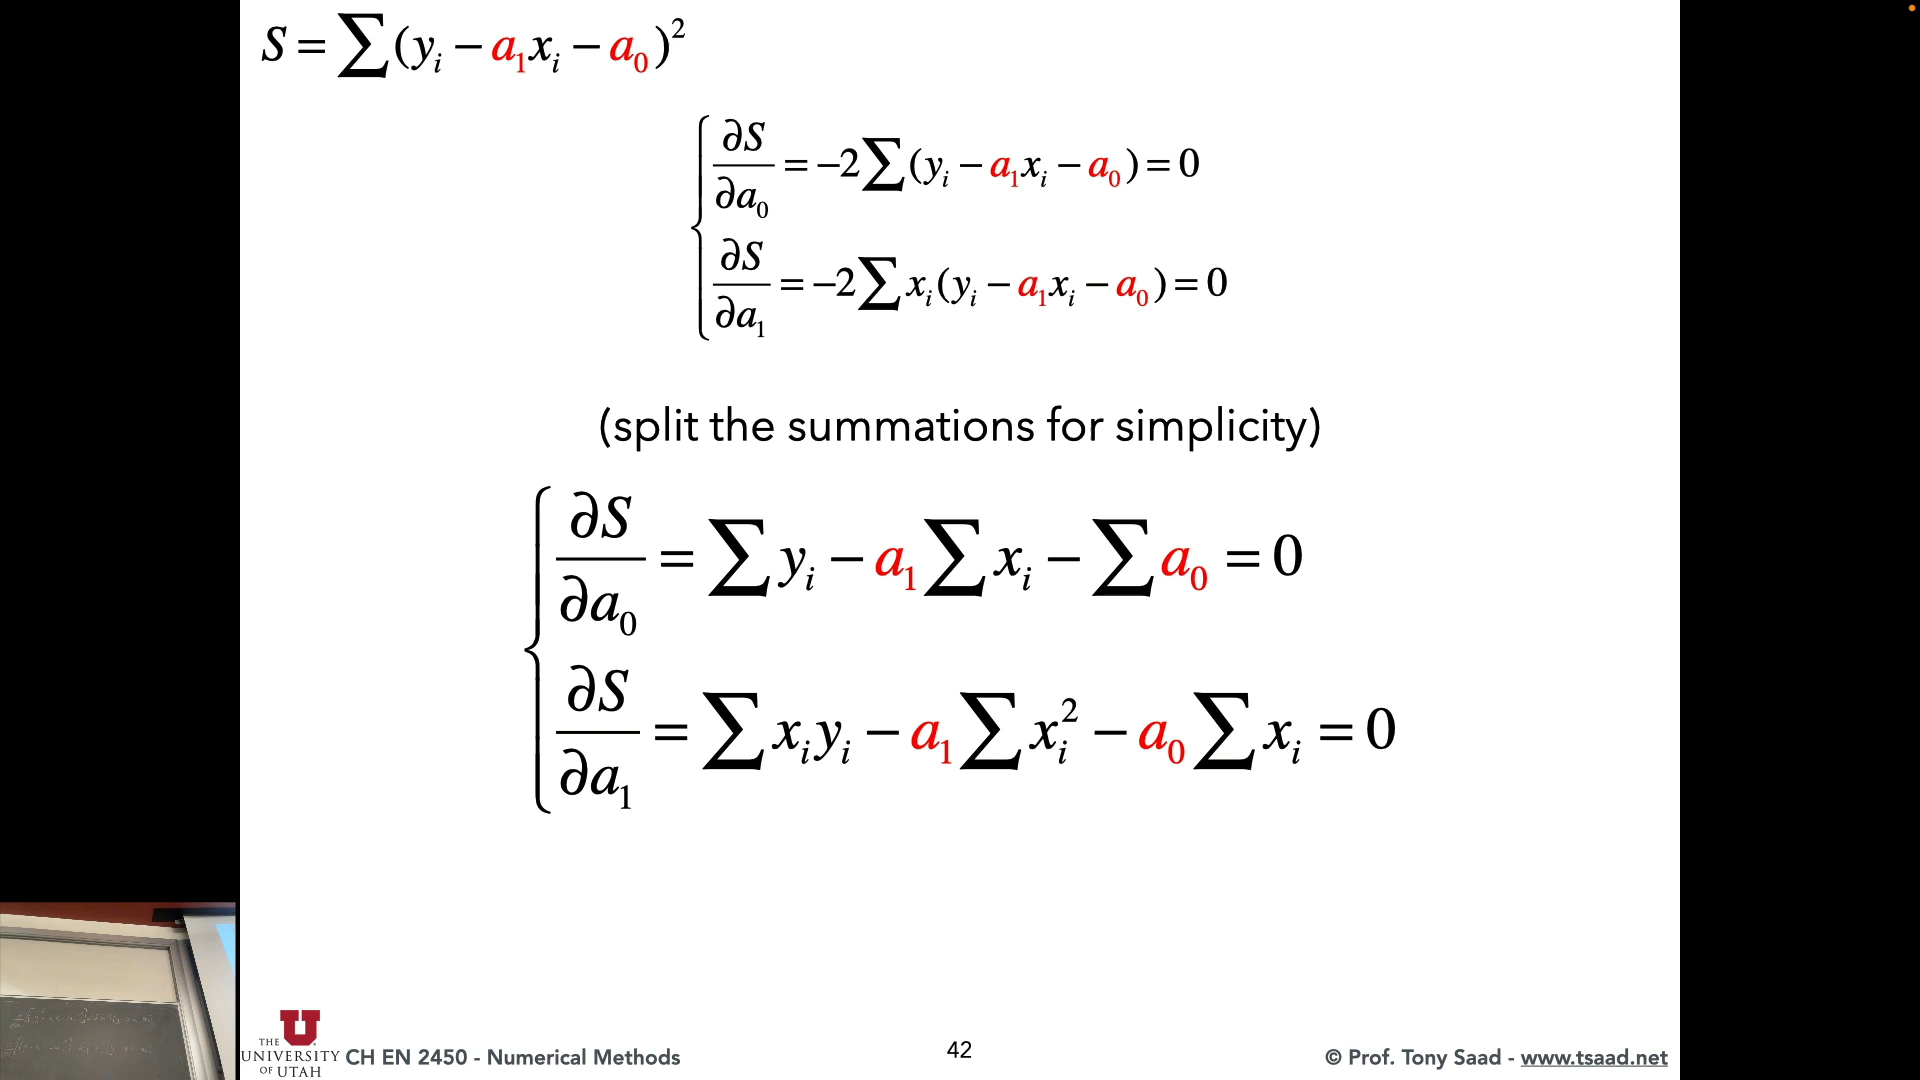 S = ∑(yᵢ − a₁xᵢ − a₀)²
∂S/∂a₀ = −2∑(yᵢ − a₁xᵢ − a₀) = 0
∂S/∂a₁ = −2∑xᵢ(yᵢ − a₁xᵢ − a₀) = 0
(split the summations for simplicity)
∂S/∂a₀ = ∑yᵢ − a₁∑xᵢ − ∑a₀ = 0
∂S/∂a₁ = ∑xᵢyᵢ − a₁∑xᵢ² − a₀∑xᵢ = 0
THE
UNIVERSITY
OF UTAH
CH EN 2450 - Numerical Methods
42
© Prof. Tony Saad - www.tsaad.net